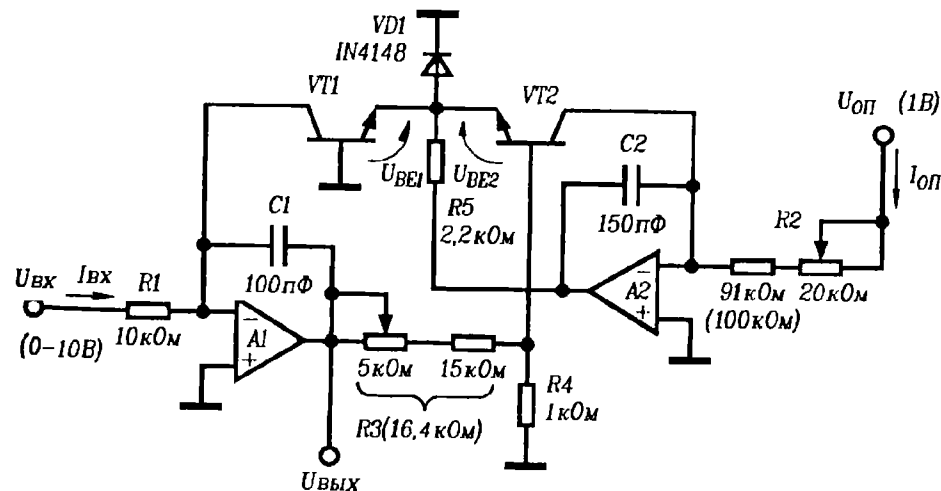 VD1
IN4148
VT1
VT2
UОП (1В)
IОП
C2
150пФ
R2
UBE1
UBE2
R5
2,2кОм
C1
100пФ
UВХ
IВХ
R1
10кОм
(0-10В)
−
A1
+
−
A2
+
91кОм
(100кОм)
20кОм
5кОм
15кОм
R3(16,4кОм)
R4
1кОм
UВЫХ